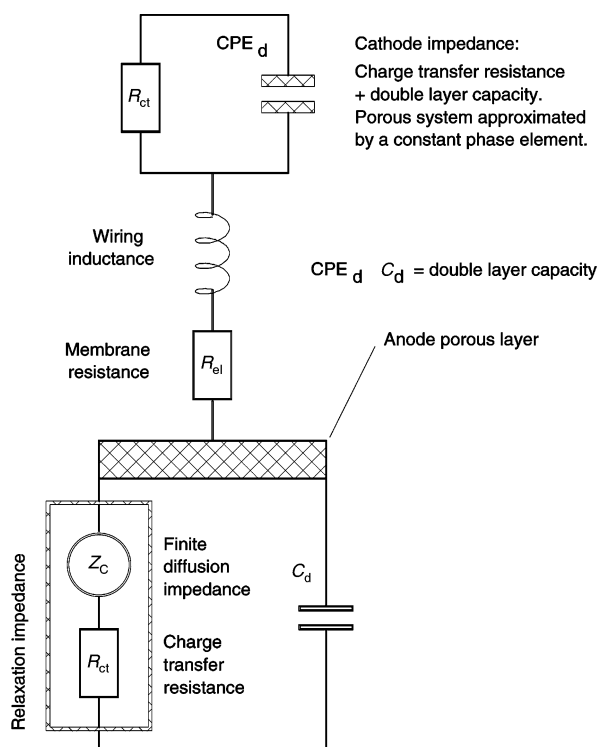 CPE d
Cathode impedance:
Charge transfer resistance
+ double layer capacity.
Porous system approximated
by a constant phase element.
Rct
Wiring
inductance
CPE d Cd = double layer capacity
Membrane
resistance
Rel
Anode porous layer
Relaxation impedance
ZC
Finite
diffusion
impedance
Cd
Rct
Charge
transfer
resistance